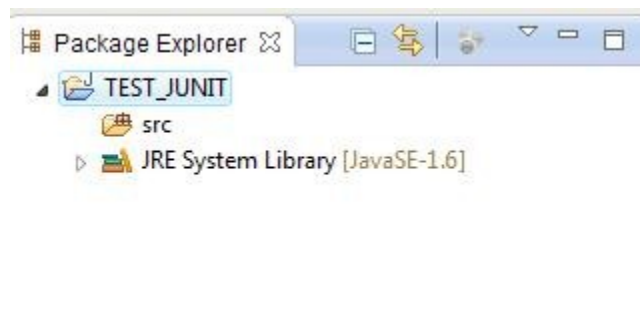 Package Explorer
TEST_JUNIT
src
JRE System Library [JavaSE-1.6]